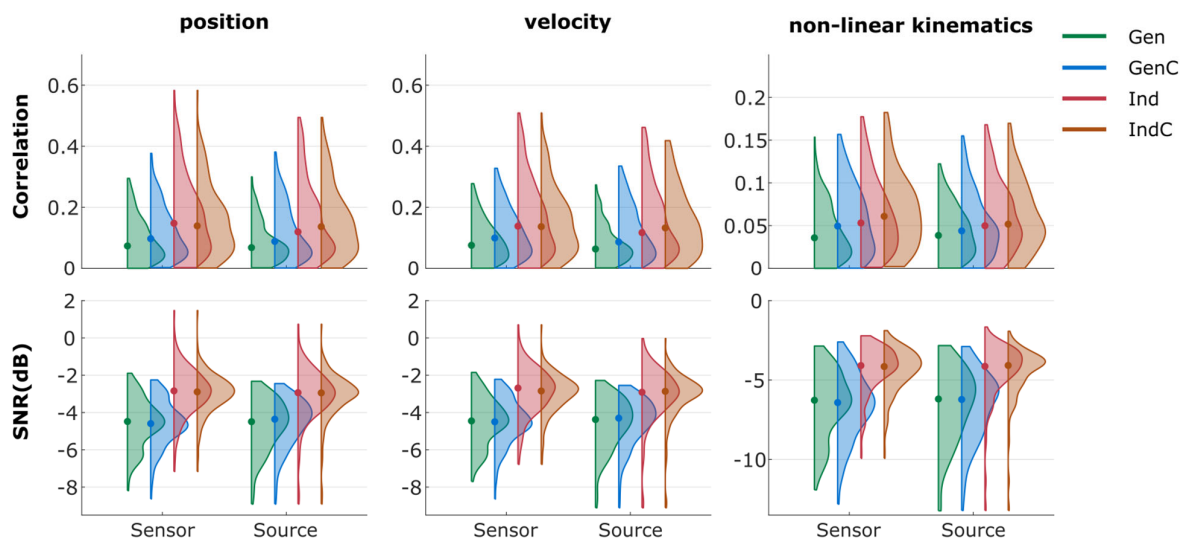 position
velocity
non-linear kinematics
Gen
GenC
Ind
IndC
Correlation
0.6
0.4
0.2
0
0.6
0.4
0.2
0
0.2
0.15
0.1
0.05
0
SNR(dB)
2
0
-2
-4
-6
-8
2
0
-2
-4
-6
-8
0
-5
-10
Sensor Source
Sensor Source
Sensor Source